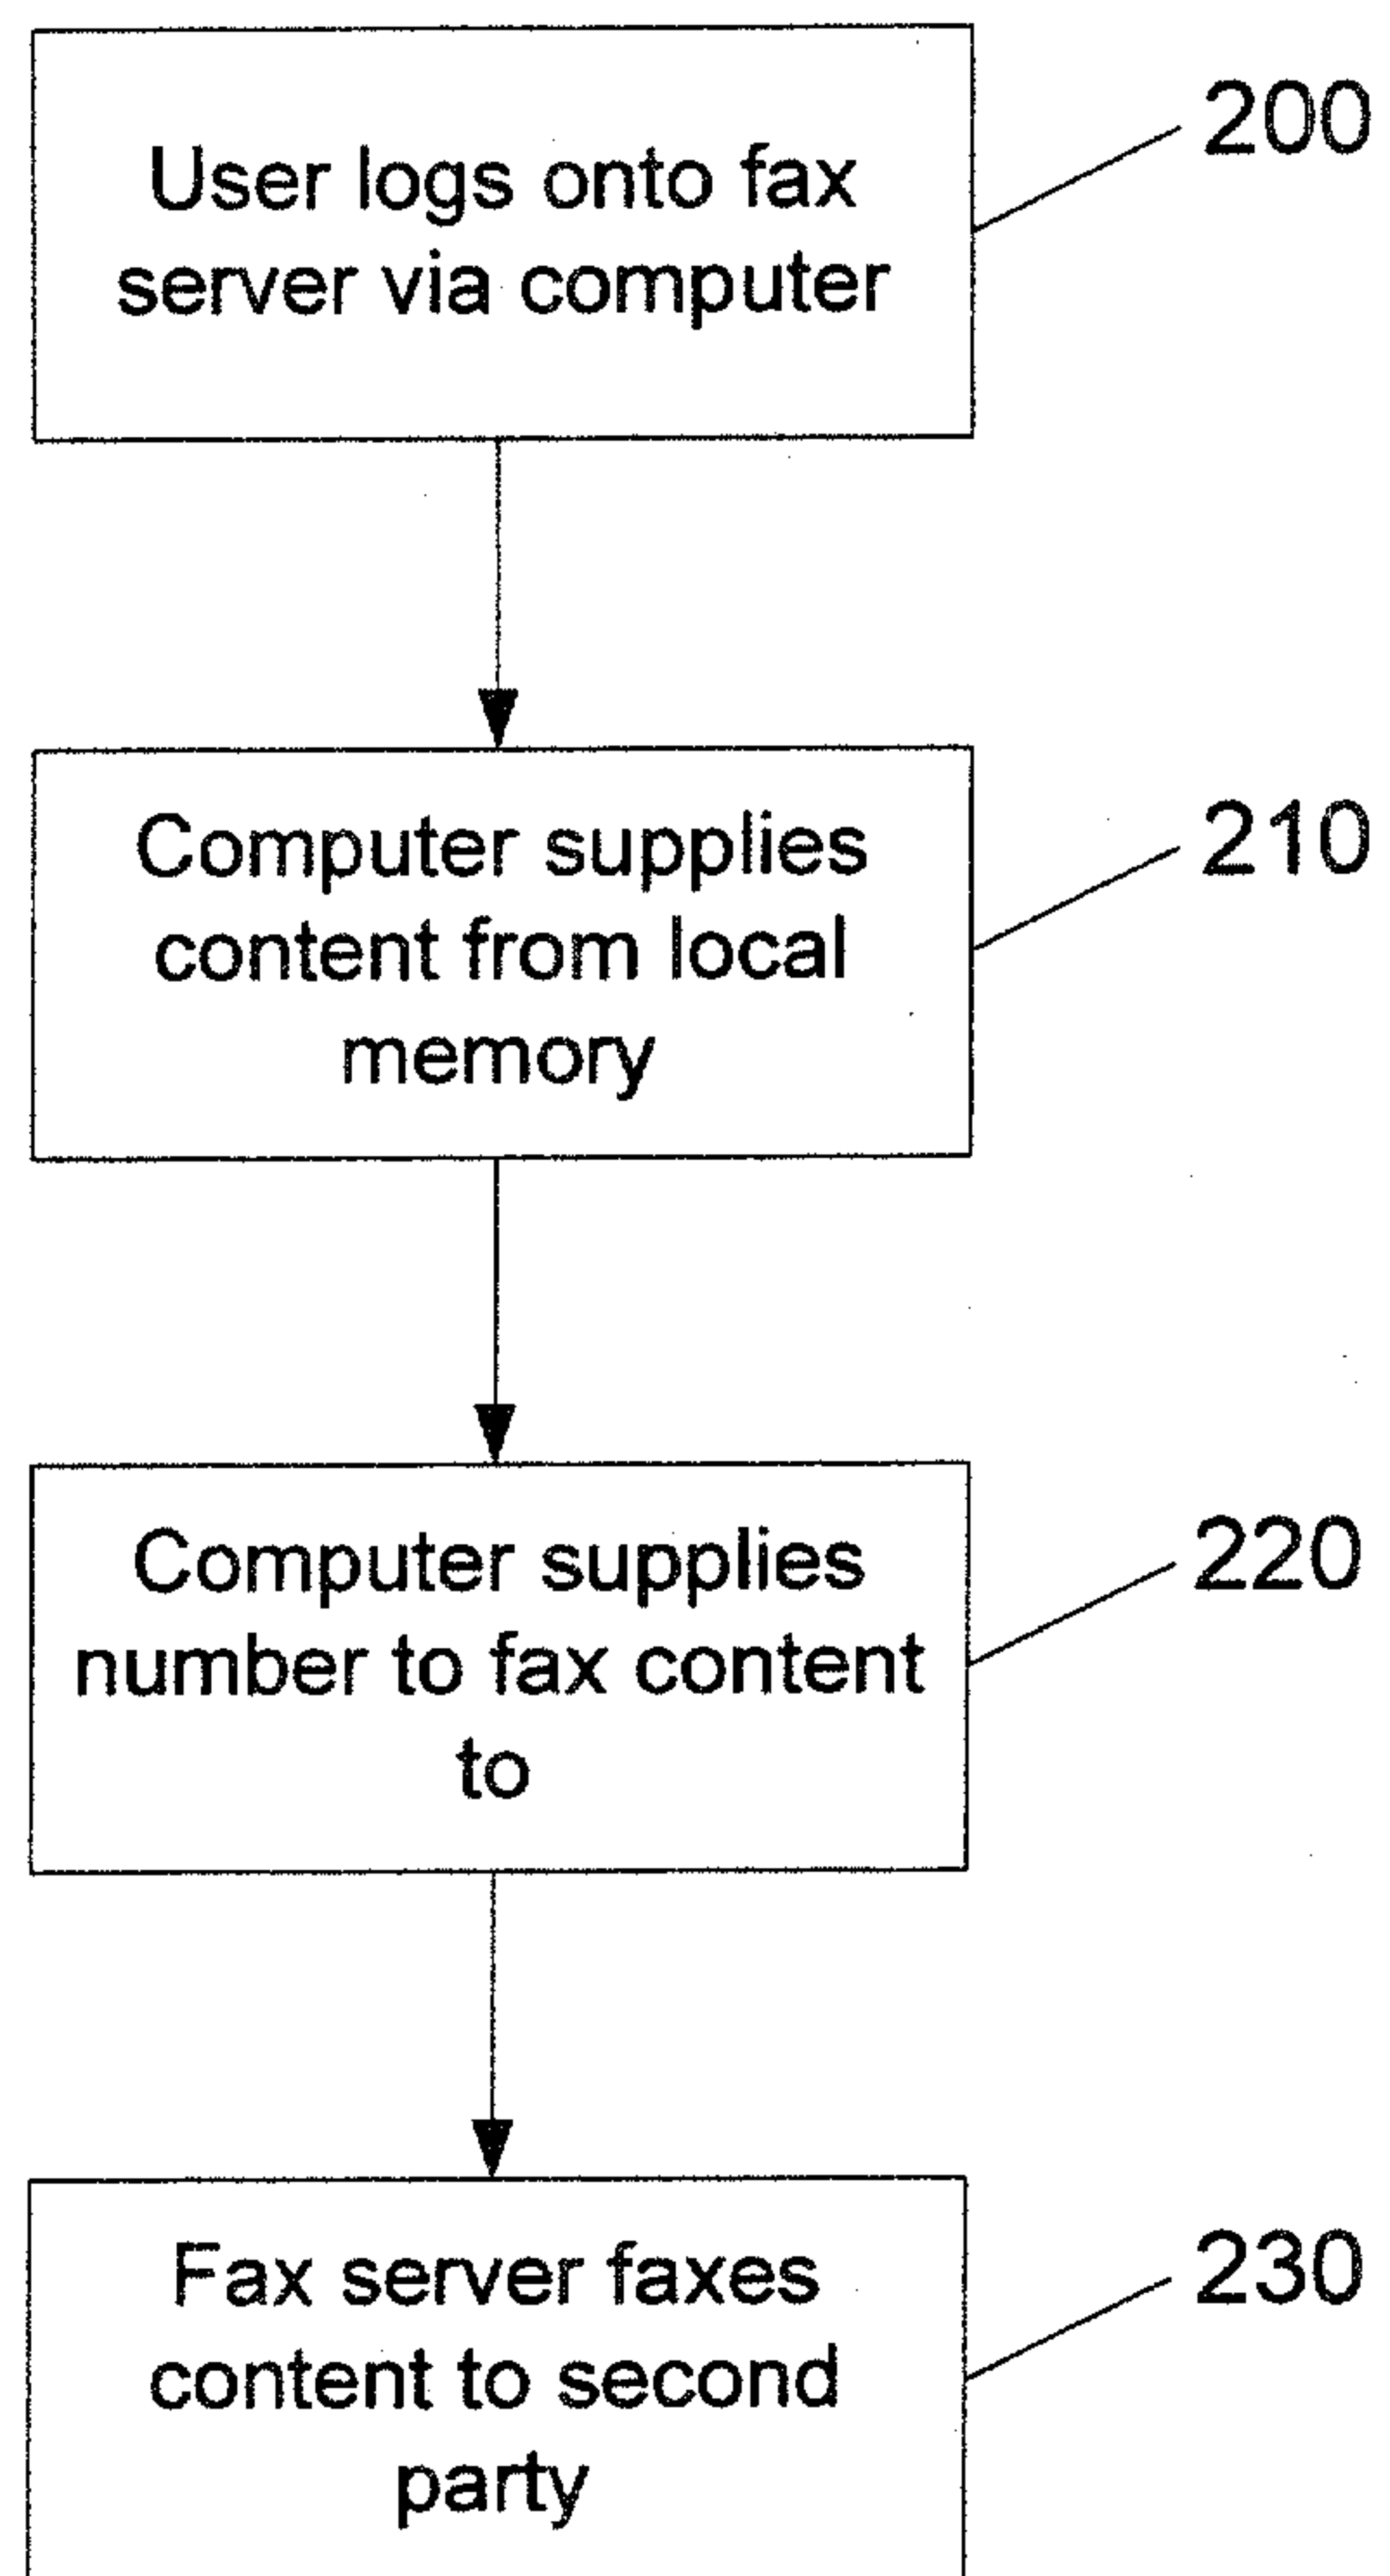 User logs onto fax
server via computer
200
Computer supplies
content from local
memory
210
Computer supplies
number to fax content
to
220
Fax server faxes
content to second
party
230